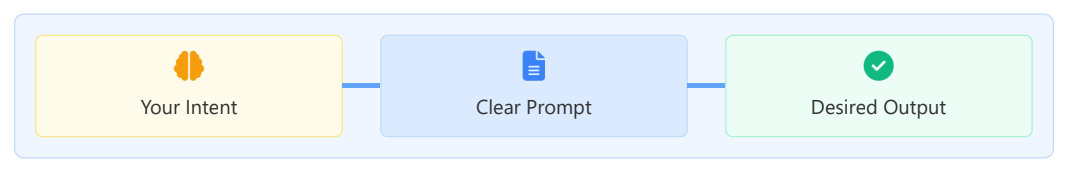 Your Intent
Clear Prompt
Desired Output